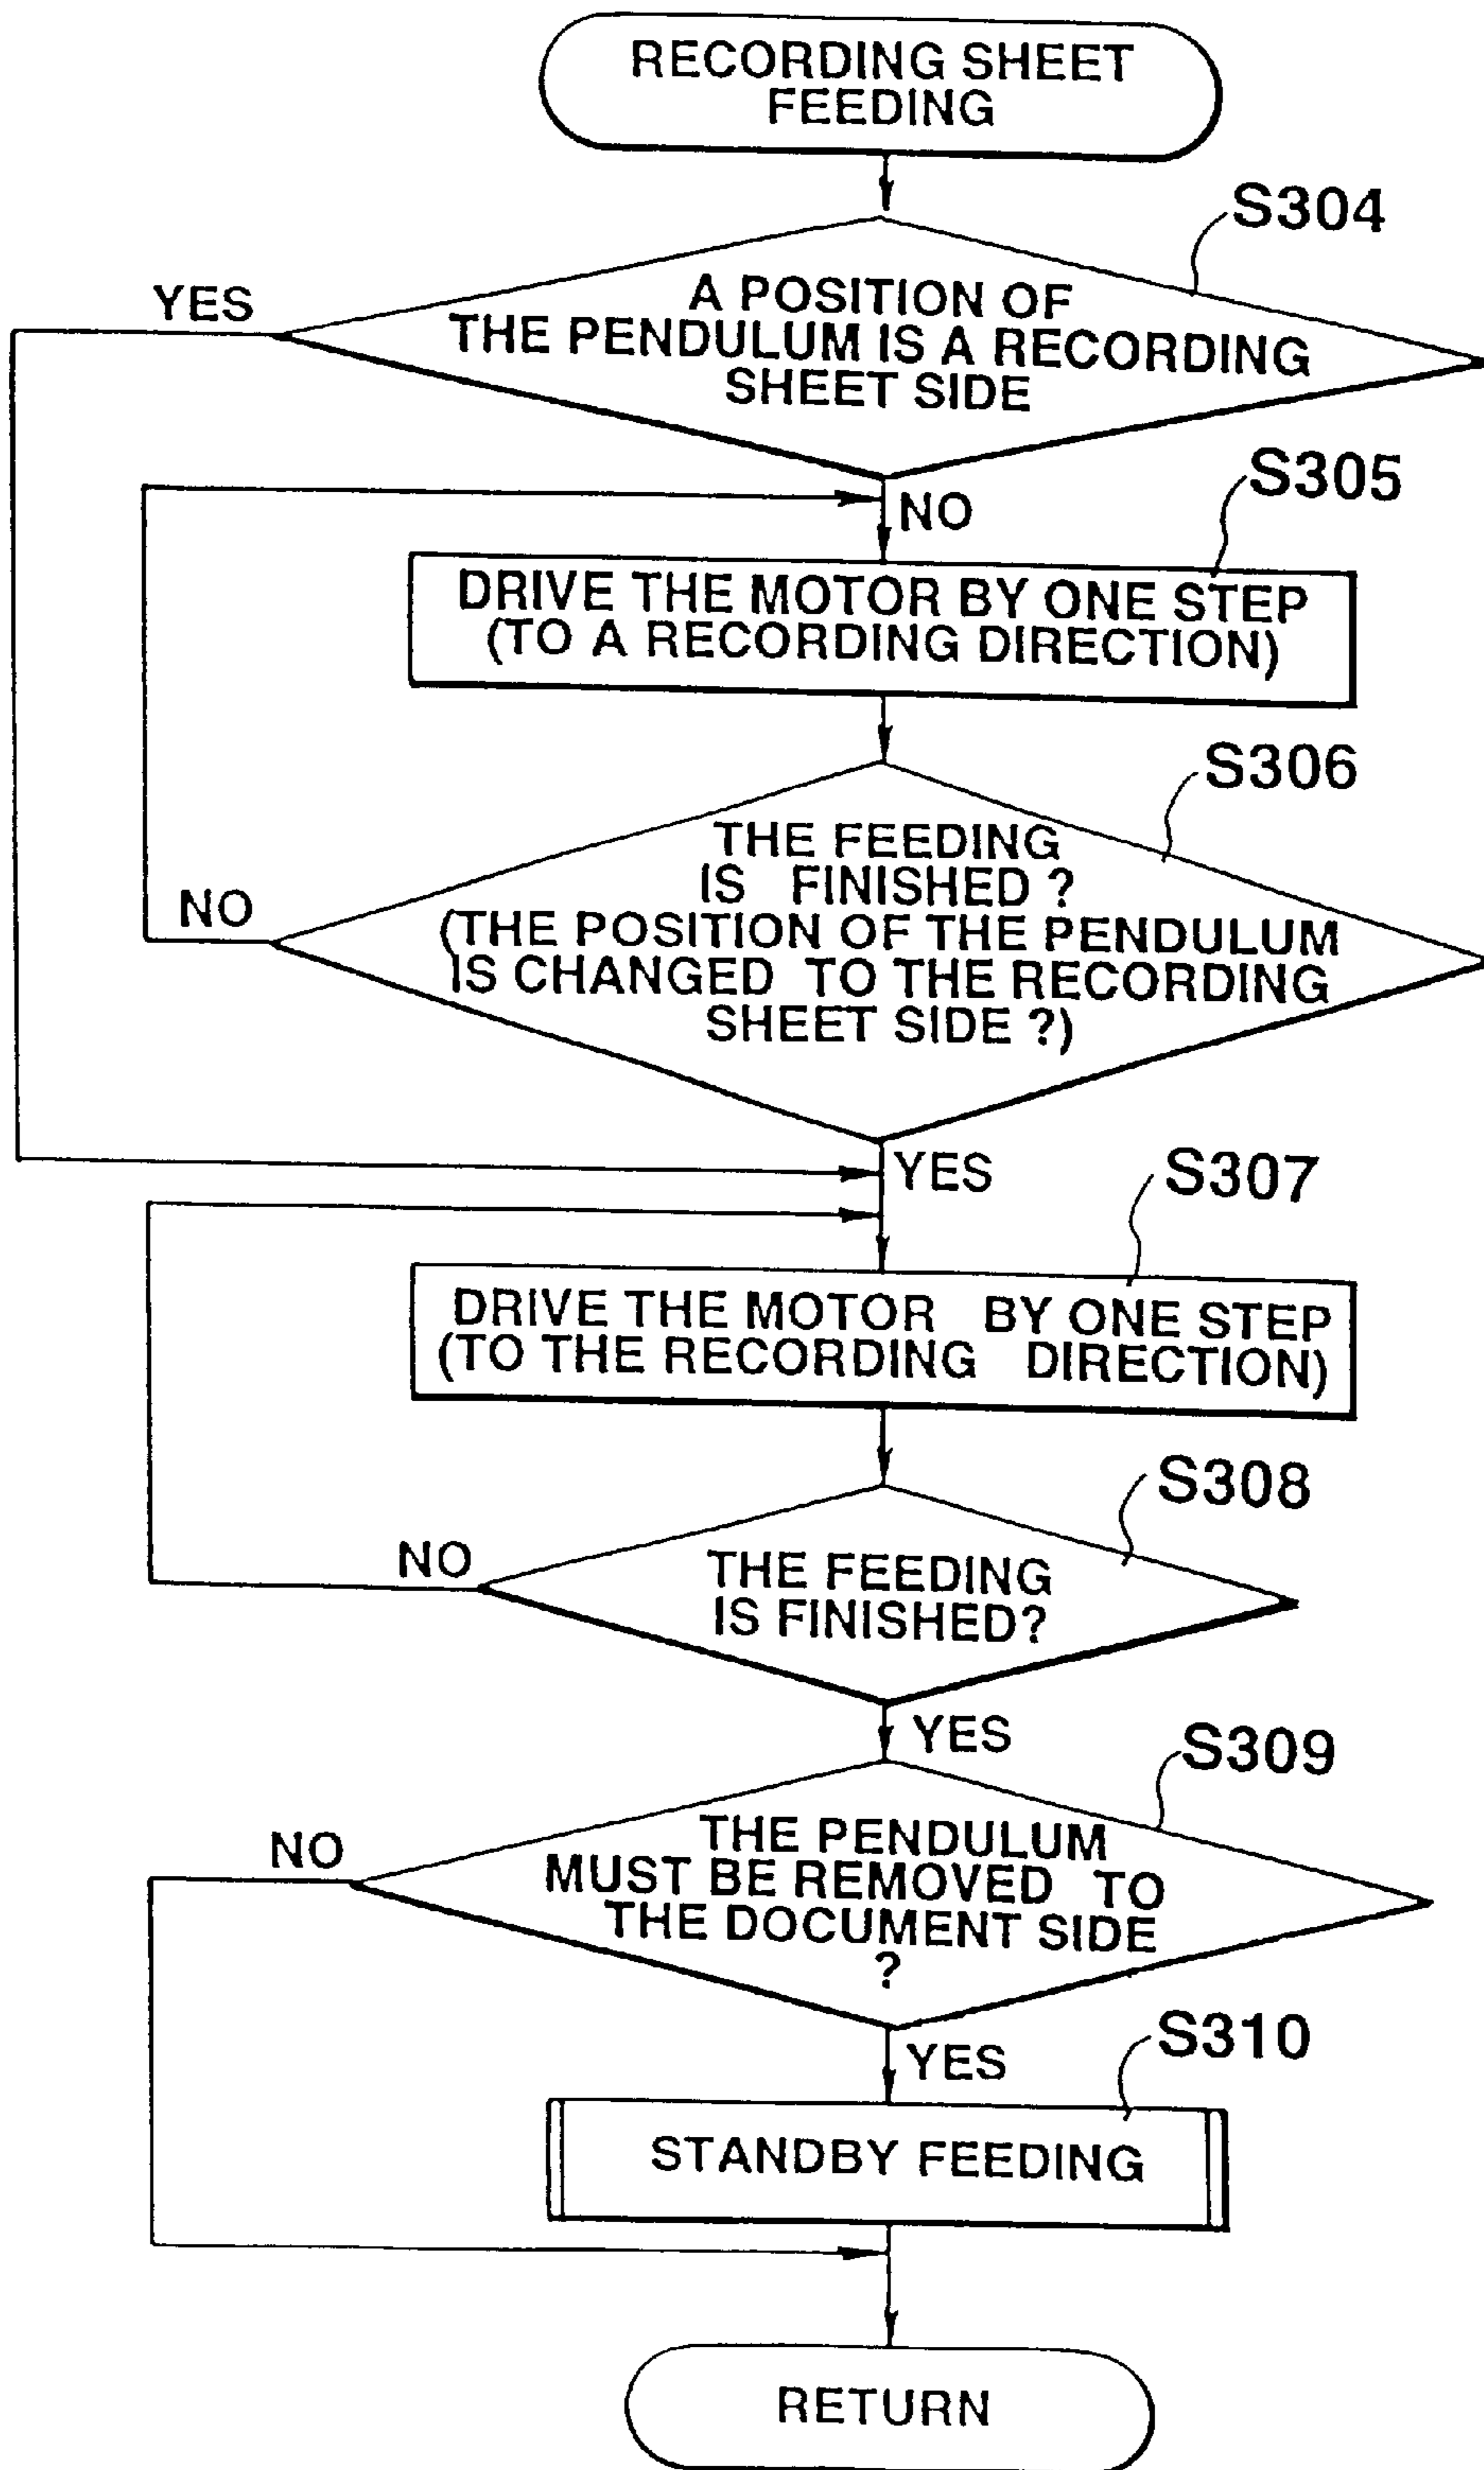 RECORDING SHEET
FEEDING
S304
YES
A POSITION OF
THE PENDULUM IS A RECORDING
SHEET SIDE
S305
NO
DRIVE THE MOTOR BY ONE STEP
(TO A RECORDING DIRECTION)
S306
THE FEEDING
IS FINISHED ?
NO
(THE POSITION OF THE PENDULUM
IS CHANGED TO THE RECORDING
SHEET SIDE ?)
YES
S307
DRIVE THE MOTOR BY ONE STEP
(TO THE RECORDING DIRECTION)
S308
NO
THE FEEDING
IS FINISHED?
YES
S309
NO
THE PENDULUM
MUST BE REMOVED TO
THE DOCUMENT SIDE
?
S310
YES
STANDBY FEEDING
RETURN